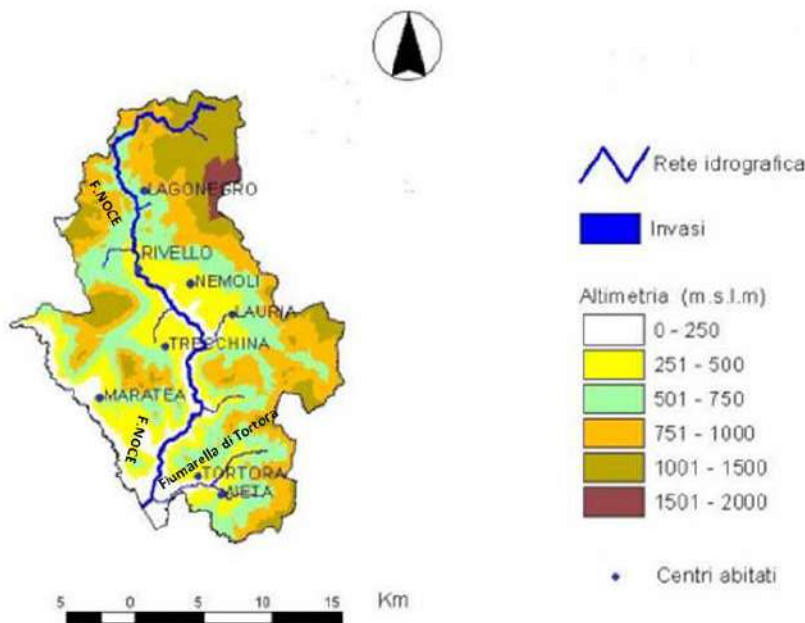 F.NOCE
LAGONEGRO
RIVELLO
NEMOLI
LAURIA
TRECCHINA
MARATEA
F.NOCE
Fiumarella di Tortora
TORTORA
AIETA
Rete idrografica
Invasi
Altimetria (m.s.l.m)
0 - 250
251 - 500
501 - 750
751 - 1000
1001 - 1500
1501 - 2000
Centri abitati
5 0 5 10 15 Km